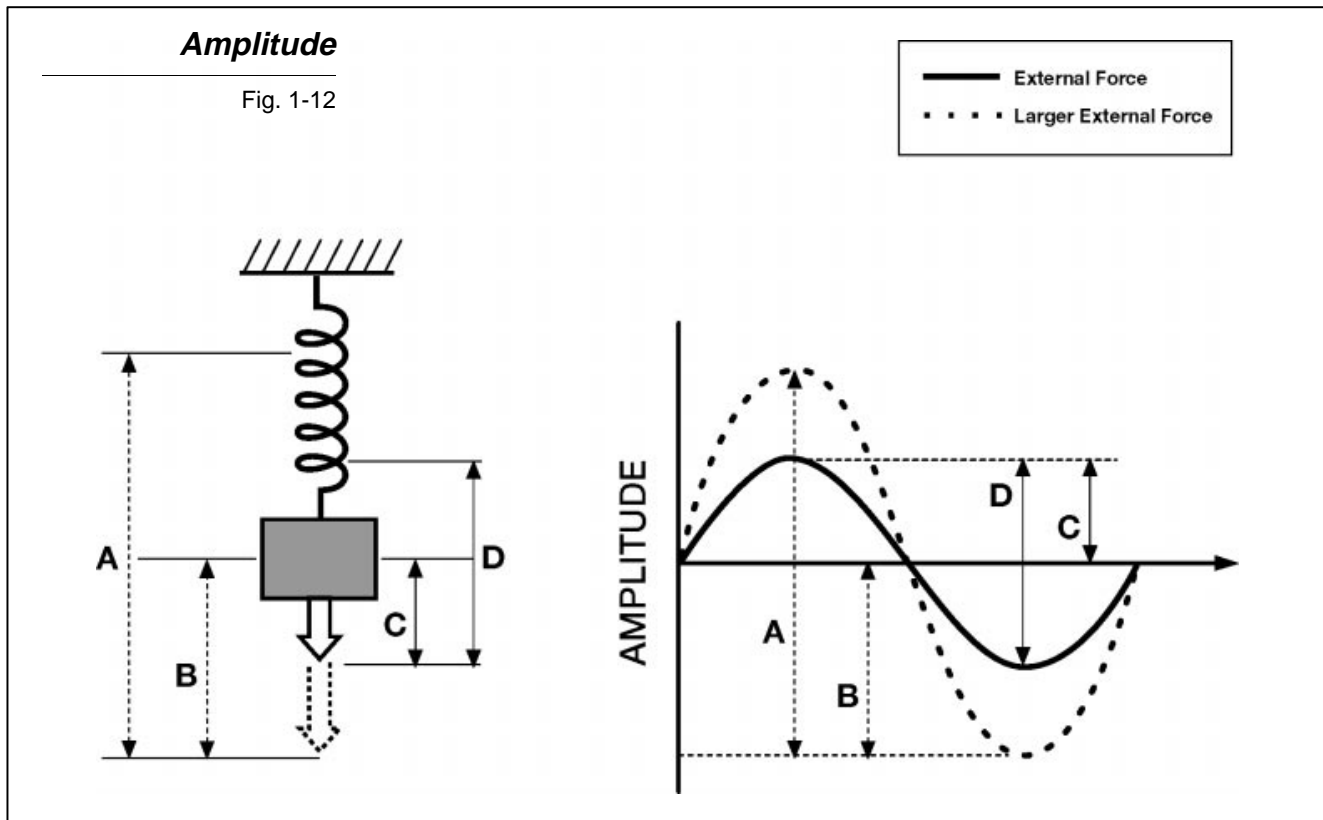 Amplitude
Fig. 1-12
External Force
Larger External Force
A
B
C
D
AMPLITUDE
A
B
D
C